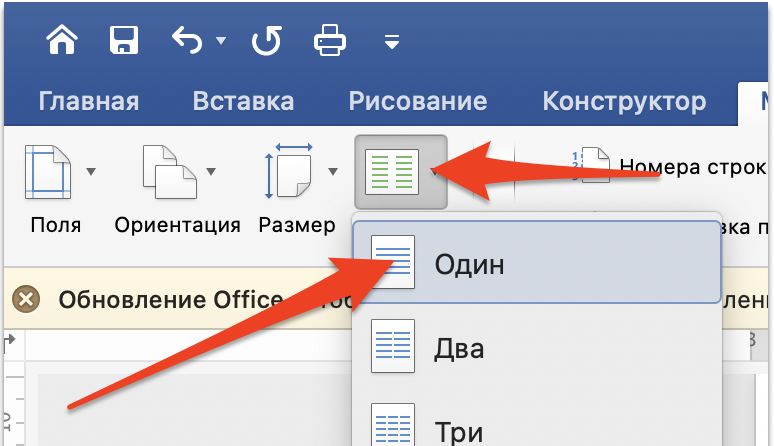 Главная Вставка Рисование Конструктор
Номера строк
Поля Ориентация Размер
Один
Обновление Office
Два
Три